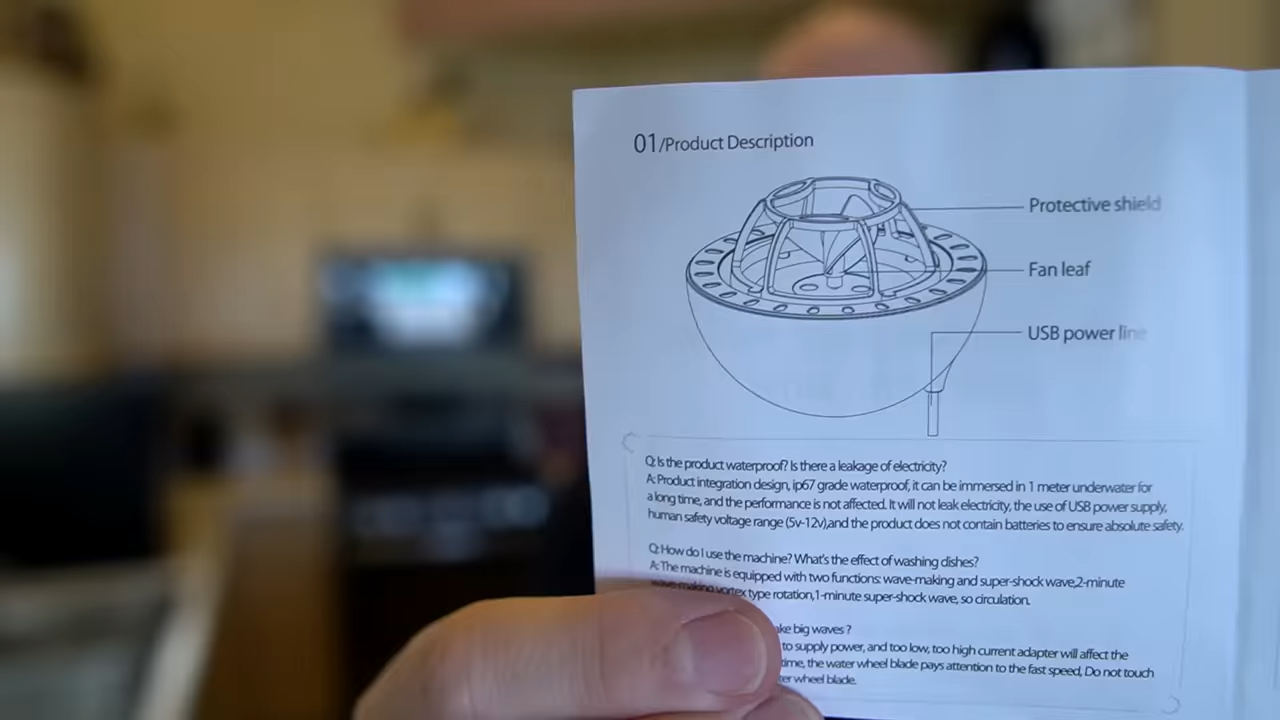 01/Product Description
Protective shield
Fan leaf
USB power line
Q: Is the product waterproof? Is there a leakage of electricity?
A: Product integration design, ip67 grade waterproof, it can be immersed in 1 meter underwater for
a long time, and the performance is not affected. It will not leak electricity, the use of USB power supply,
human safety voltage range (5v-12v),and the product does not contain batteries to ensure absolute safety.
Q: How do I use the machine? What's the effect of washing dishes?
A: The machine is equipped with two functions: wave-making and super-shock wave,2-minute
wave-making vortex type rotation,1-minute super-shock wave, so circulation.
big waves ?
to supply power, and too low, too high current adapter will affect the
time, the water wheel blade pays attention to the fast speed, Do not touch
wheel blade.